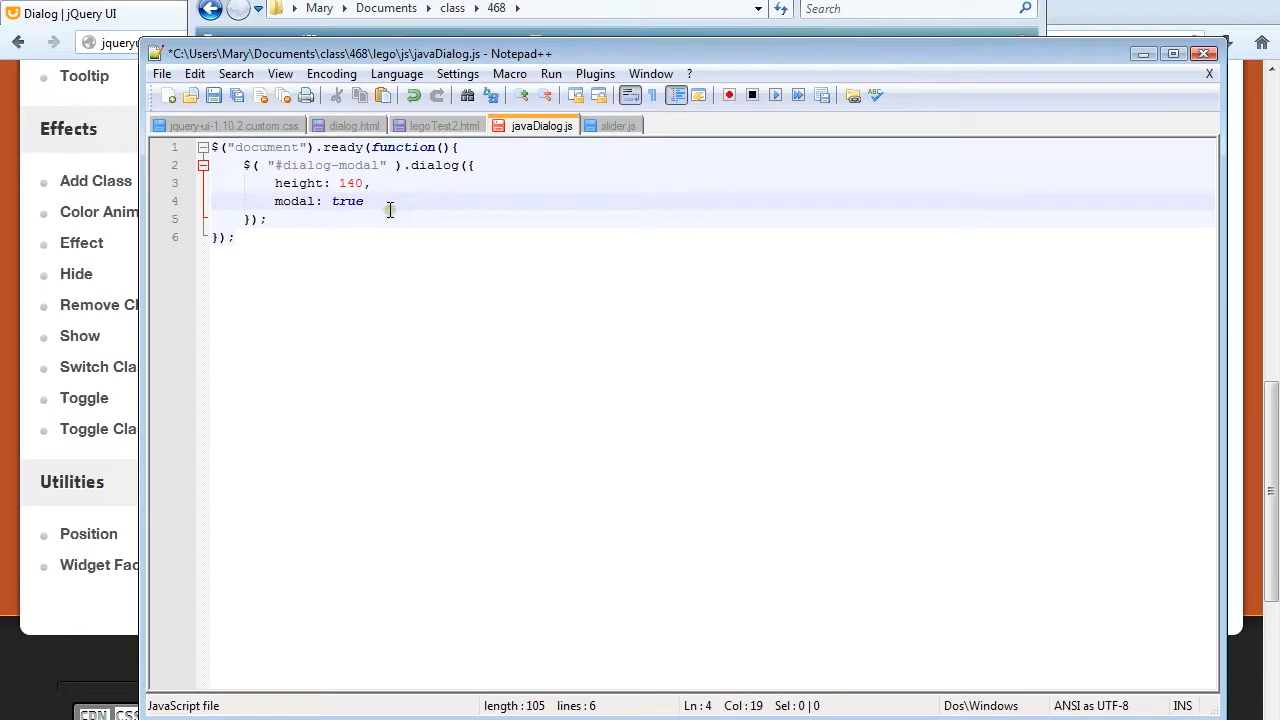 Dialog | jQuery UI
Mary
Documents
class
468
Search
jquery
*C:\Users\Mary\Documents\class\468\lego\js\javaDialog.js - Notepad++
File Edit Search View Encoding Language Settings Macro Run Plugins Window ? X
jquery-ui-1.10.2.custom.css dialog.html legoTest2.html javaDialog.js slider.js
1 $("document").ready(function(){
2 $( "#dialog-modal" ).dialog({
3 height: 140,
4 modal: true
5 });
6 });
Tooltip
Effects
Add Class
Color Anim
Effect
Hide
Remove Cl
Show
Switch Cla
Toggle
Toggle Cla
Utilities
Position
Widget Fac
CDN CSS
JavaScript file length : 105 lines : 6 Ln : 4 Col : 19 Sel : 0 | 0 Dos\Windows ANSI as UTF-8 INS